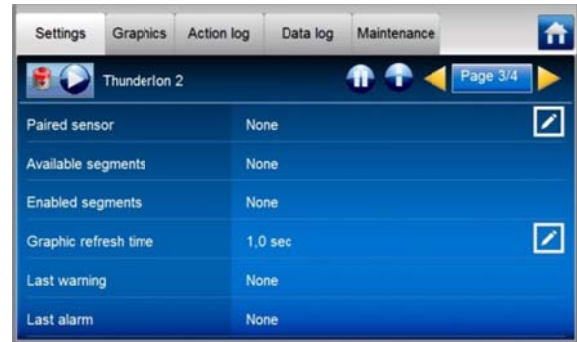 Settings Graphics Action log Data log Maintenance
ThunderIon 2 Page 3/4
Paired sensor None
Available segments None
Enabled segments None
Graphic refresh time 1,0 sec
Last warning None
Last alarm None